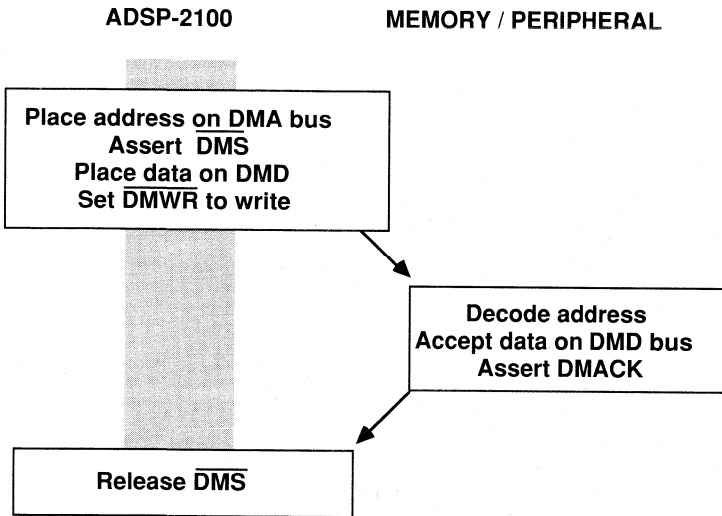 ADSP-2100
MEMORY / PERIPHERAL
Place address on DMA bus
Assert DMS
Place data on DMD
Set DMWR to write
Decode address
Accept data on DMD bus
Assert DMACK
Release DMS